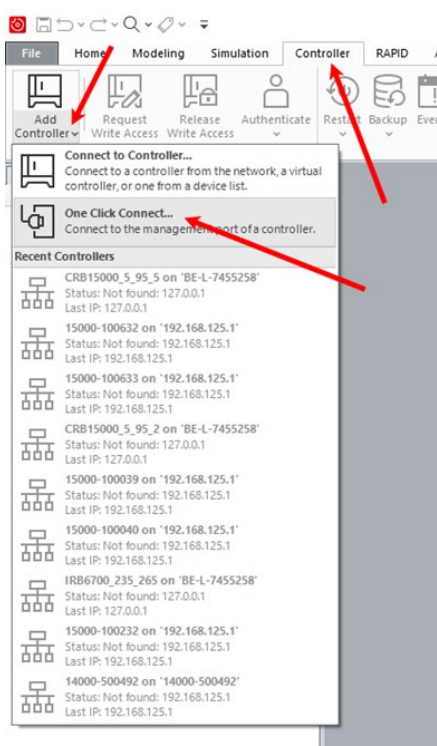 File Home Modeling Simulation Controller RAPID
Add Controller
Request Write Access
Release Write Access
Authenticate
Restart
Backup
Connect to Controller...
Connect to a controller from the network, a virtual
controller, or one from a device list.
One Click Connect...
Connect to the management port of a controller.
Recent Controllers
CRB15000_5_95_5 on 'BE-L-7455258'
Status: Not found: 127.0.0.1
Last IP: 127.0.0.1
15000-100632 on '192.168.125.1'
Status: Not found: 192.168.125.1
Last IP: 192.168.125.1
15000-100633 on '192.168.125.1'
Status: Not found: 192.168.125.1
Last IP: 192.168.125.1
CRB15000_5_95_2 on 'BE-L-7455258'
Status: Not found: 127.0.0.1
Last IP: 127.0.0.1
15000-100039 on '192.168.125.1'
Status: Not found: 192.168.125.1
Last IP: 192.168.125.1
15000-100040 on '192.168.125.1'
Status: Not found: 192.168.125.1
Last IP: 192.168.125.1
IRB6700_235_265 on 'BE-L-7455258'
Status: Not found: 127.0.0.1
Last IP: 127.0.0.1
15000-100232 on '192.168.125.1'
Status: Not found: 192.168.125.1
Last IP: 192.168.125.1
14000-500492 on '14000-500492'
Status: Not found: 192.168.125.1
Last IP: 192.168.125.1